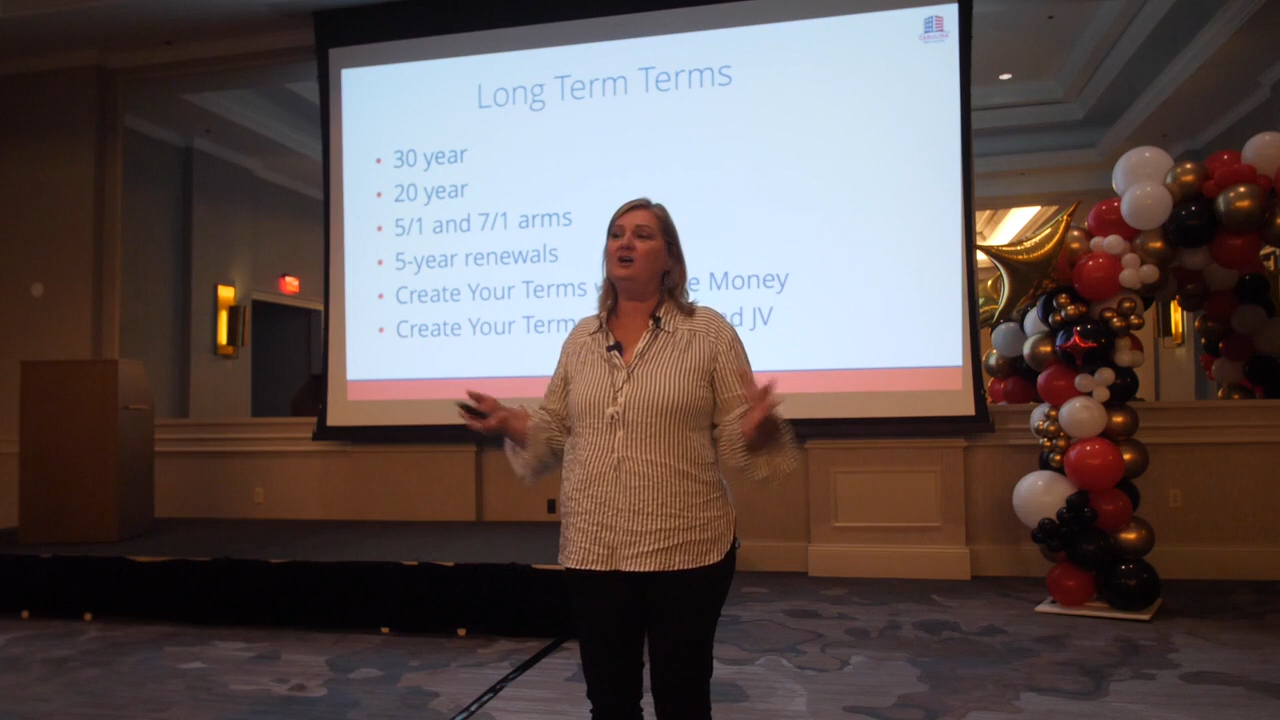 Long Term Terms
30 year
20 year
5/1 and 7/1 arms
5-year renewals
Create Your Terms Money
Create Your Term JV
CAROLINA